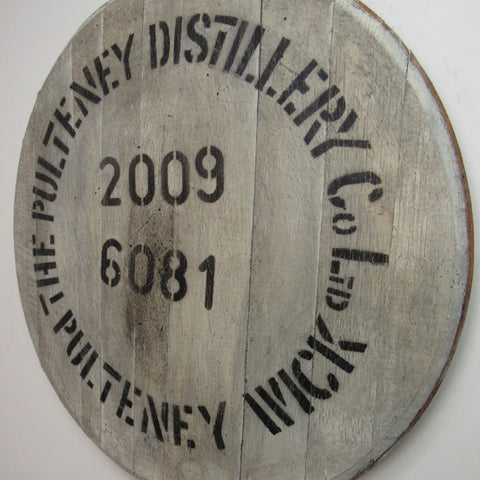 THE PULTENEY DISTILLERY Co LTD
2009
6081
PULTENEY WICK